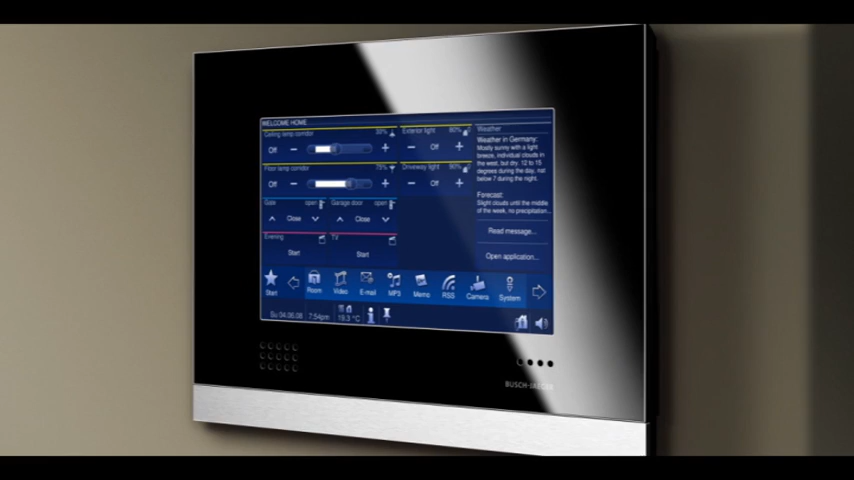 WELCOME HOME
Ceiling lamp corridor
Off
Exterior light
Off
Floor lamp corridor
75%
Off
Driveway light
Off
Gate
open
Close
Garage door
open
Close
Evening
Start
TV
Start
Weather
Weather in Germany:
Mostly sunny with a light
breeze, individual clouds in
the west, but dry. 12 to 15
degrees during the day, not
below 7 during the night.
Forecast:
Slight clouds until the middle
of the week, no precipitation...
Read message...
Open application...
Start
Room
Video
E-mail
MP3
Memo
RSS
Camera
System
7:54pm
19.3 °C
BUSCH-JAEGER